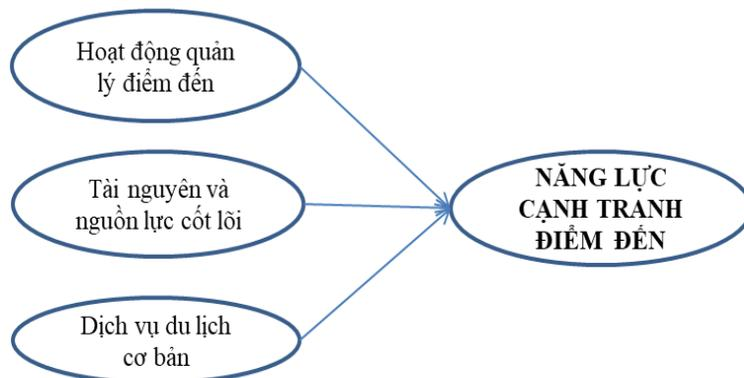 Hoạt động quản
lý điểm đến
Tài nguyên và
nguồn lực cốt lõi
Dịch vụ du lịch
cơ bản
NĂNG LỰC
CẠNH TRANH
ĐIỂM ĐẾN